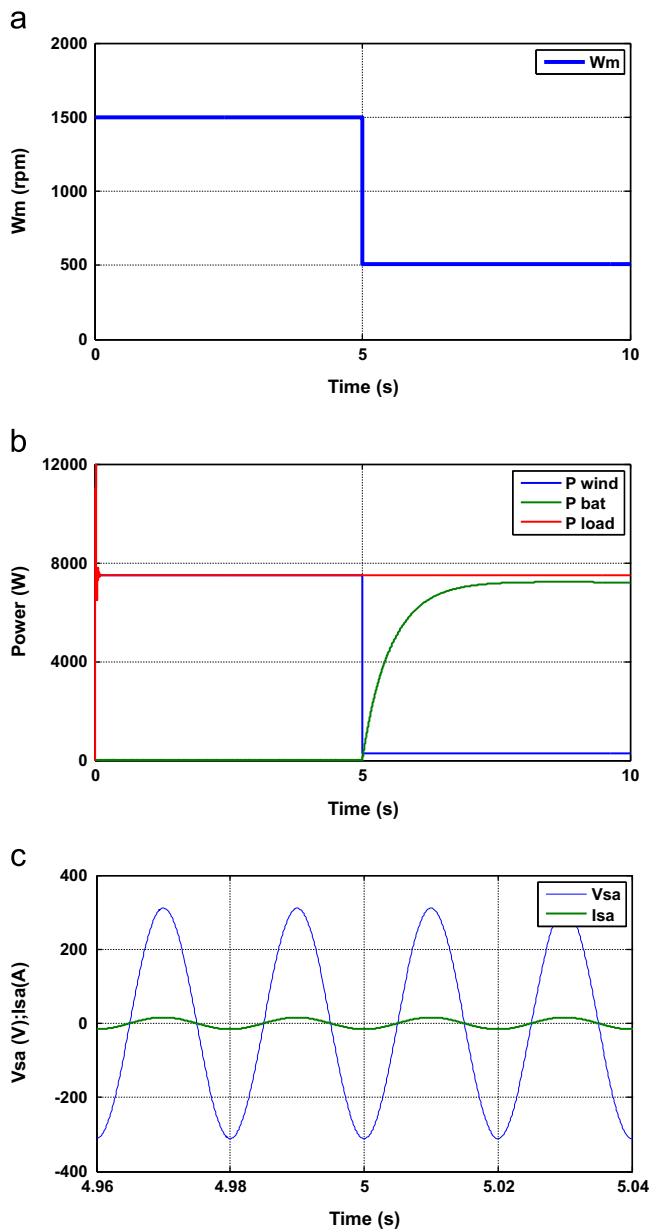 a
2000
1500
1000
500
0
Wm (rpm)
Wm
0
5
10
Time (s)
b
12000
8000
4000
0
Power (W)
P wind
P bat
P load
0
5
10
Time (s)
c
400
200
0
-200
-400
Vsa (V);Isa(A)
Vsa
Isa
4.96
4.98
5
5.02
5.04
Time (s)